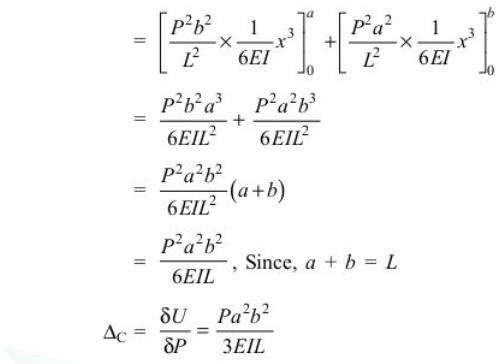 = [P²b²/L² × 1/6EI x³]₀ᵃ + [P²a²/L² × 1/6EI x³]₀ᵇ
= P²b²a³/6EIL² + P²a²b³/6EIL²
= P²a²b²/6EIL² (a+b)
= P²a²b²/6EIL , Since, a + b = L
Δ_C = δU/δP = Pa²b²/3EIL